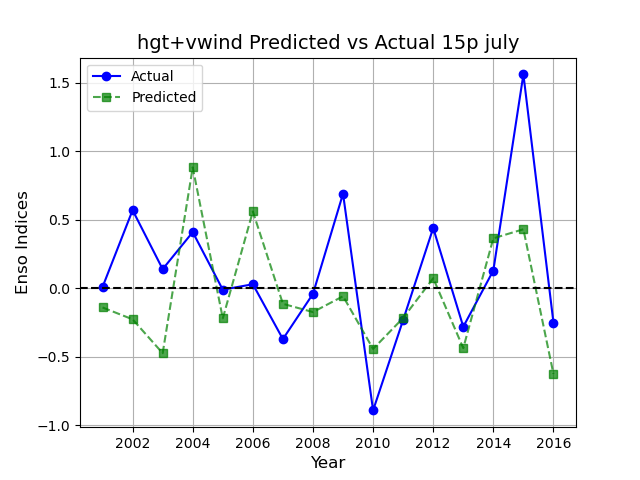 hgt+vwind Predicted vs Actual 15p july
Actual
Predicted
Enso Indices
1.5
1.0
0.5
0.0
−0.5
−1.0
2002 2004 2006 2008 2010 2012 2014 2016
Year